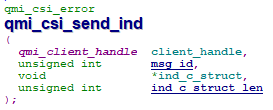 qmi_csi_error
qmi_csi_send_ind
(
qmi_client_handle client_handle,
unsigned int msg_id,
void *ind_c_struct,
unsigned int ind_c_struct_len
);